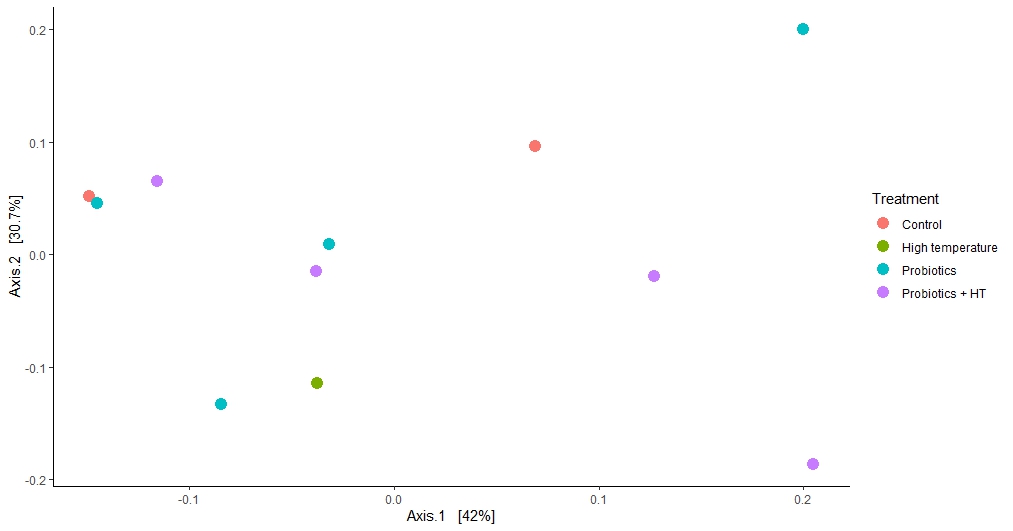 0.2
0.1
0.0
-0.1
-0.2
Axis.2 [30.7%]
-0.1
0.0
0.1
0.2
Axis.1 [42%]
Treatment
Control
High temperature
Probiotics
Probiotics + HT